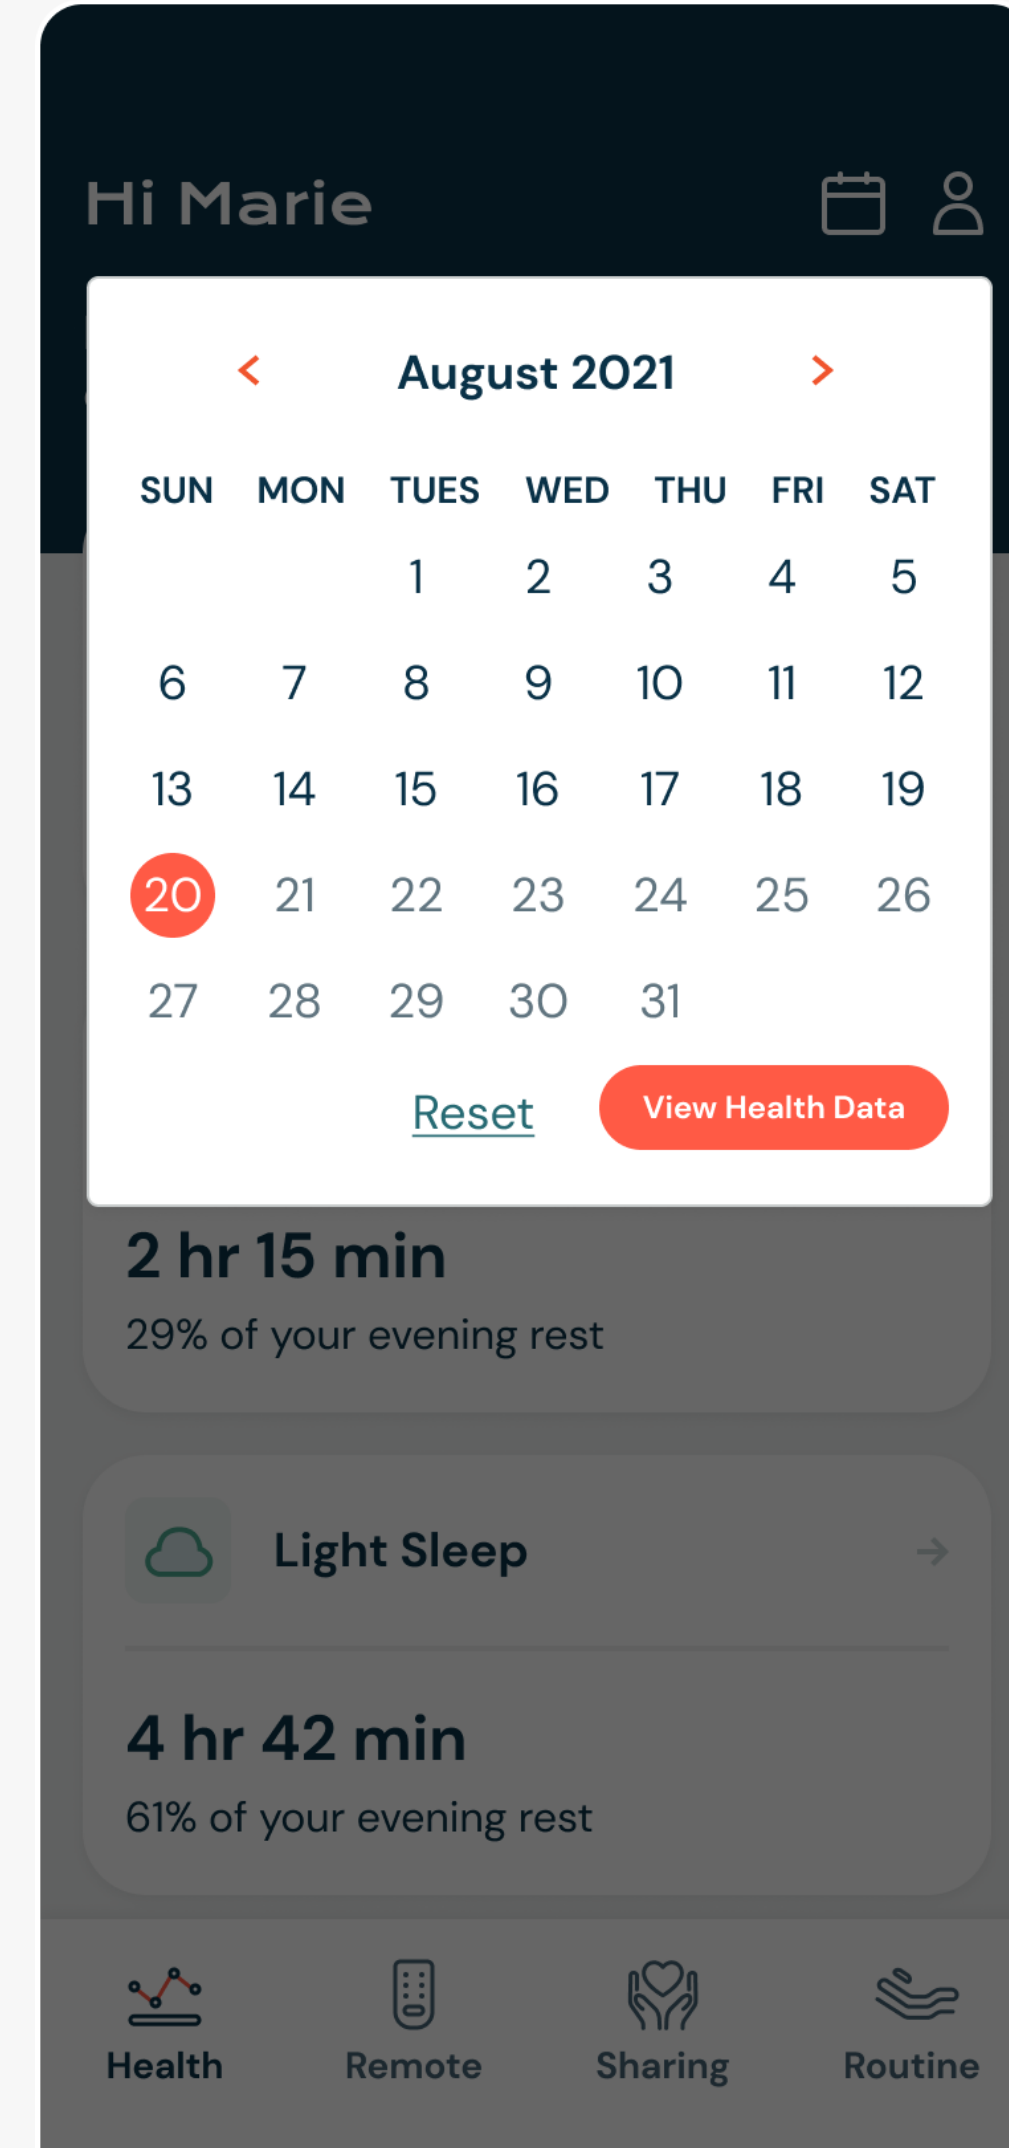 Hi Marie
August 2021
SUN MON TUES WED THU FRI SAT
1 2 3 4 5
6 7 8 9 10 11 12
13 14 15 16 17 18 19
20 21 22 23 24 25 26
27 28 29 30 31
Reset View Health Data
2 hr 15 min
29% of your evening rest
Light Sleep
4 hr 42 min
61% of your evening rest
Health Remote Sharing Routine